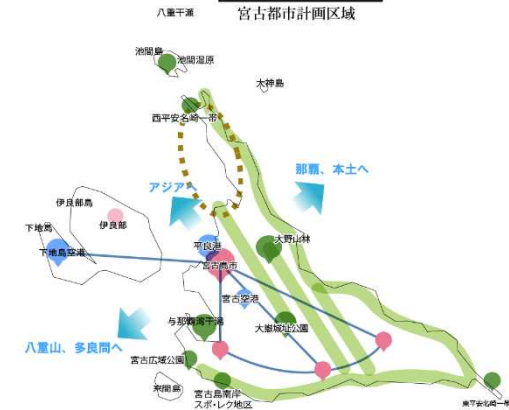 八重干瀬
宮古都市計画区域
池間島
池間湿原
大神島
西平安名崎一帯
那覇、本土へ
アジアへ
伊良部島
伊良部
下地島
下地島空港
平良港
大野山林
宮古島市
宮古空港
与那覇湾干潟
大嶽城址公園
八重山、多良間へ
宮古広域公園
来間島
宮古島南岸
スポ・レク地区
東平安名崎一帯